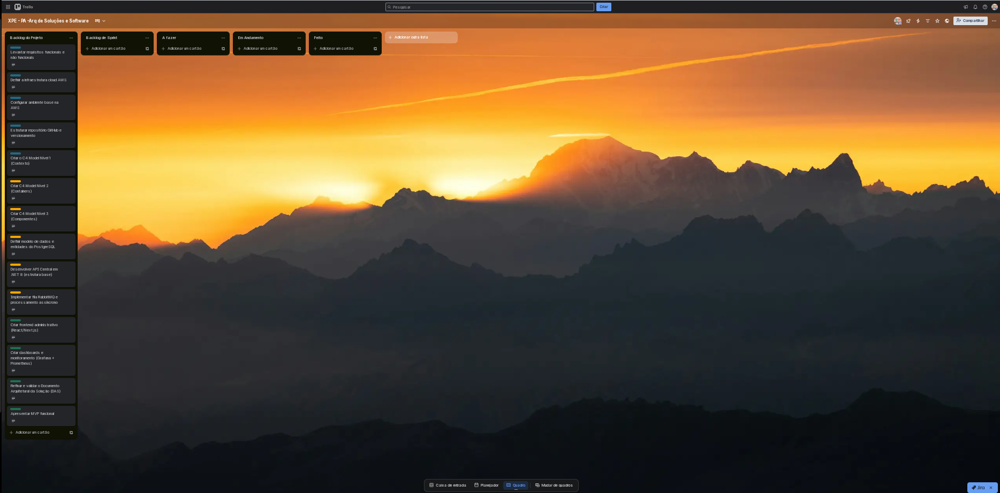 Trello
Pesquisar
Criar
XPE - PA -Arq de Soluções e Software
Compartilhar
Backlog do Projeto
Levantar requisitos funcionais e
não funcionais
Definir a infraestrutura cloud AWS
Configurar ambiente base na
AWS
Estruturar repositório GitHub e
versionamento
Criar o C4 Model Nível 1
(Contexto)
Criar C4 Model Nível 2
(Containers)
Criar C4 Model Nível 3
(Componentes)
Definir modelo de dados e
entidades do PostgreSQL
Desenvolver API Central em
.NET 8 (estrutura base)
Implementar fila RabbitMQ e
processamento assíncrono
Criar frontend administrativo
(React/Next.js)
Criar dashboards e
monitoramento (Grafana +
Prometheus)
Refinar e validar o Documento
Arquitetural da Solução (DAS)
Apresentar MVP funcional
Adicionar um cartão
Backlog de Sprint
Adicionar um cartão
A fazer
Adicionar um cartão
Em Andamento
Adicionar um cartão
Feito
Adicionar um cartão
Adicionar outra lista
Caixa de entrada
Planejador
Quadro
Mudar de quadros
Jira